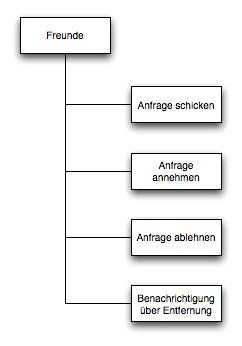 Freunde
Anfrage schicken
Anfrage
annehmen
Anfrage ablehnen
Benachrichtigung
über Entfernung